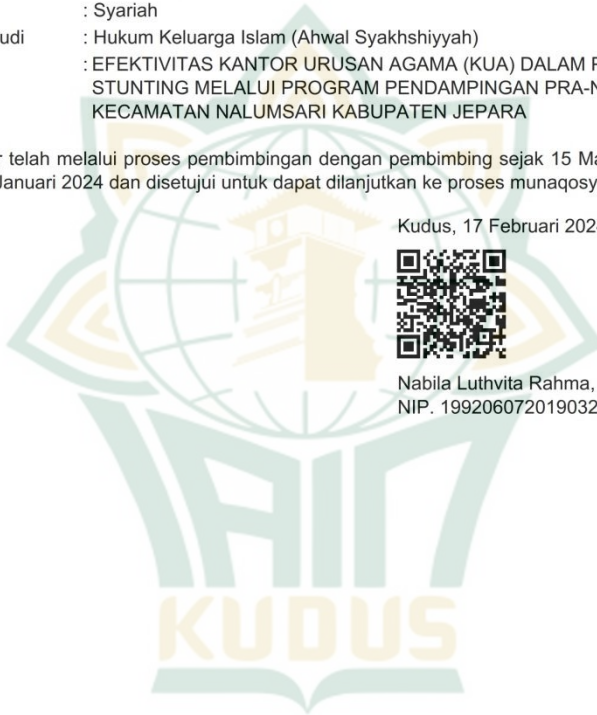 : Syariah
udi : Hukum Keluarga Islam (Ahwal Syakhshiyyah)
: EFEKTIVITAS KANTOR URUSAN AGAMA (KUA) DALAM P
STUNTING MELALUI PROGRAM PENDAMPINGAN PRA-N
KECAMATAN NALUMSARI KABUPATEN JEPARA
r telah melalui proses pembimbingan dengan pembimbing sejak 15 Ma
Januari 2024 dan disetujui untuk dapat dilanjutkan ke proses munaqosy
Kudus, 17 Februari 202
Nabila Luthvita Rahma,
NIP. 199206072019032
IAIN
KUDUS